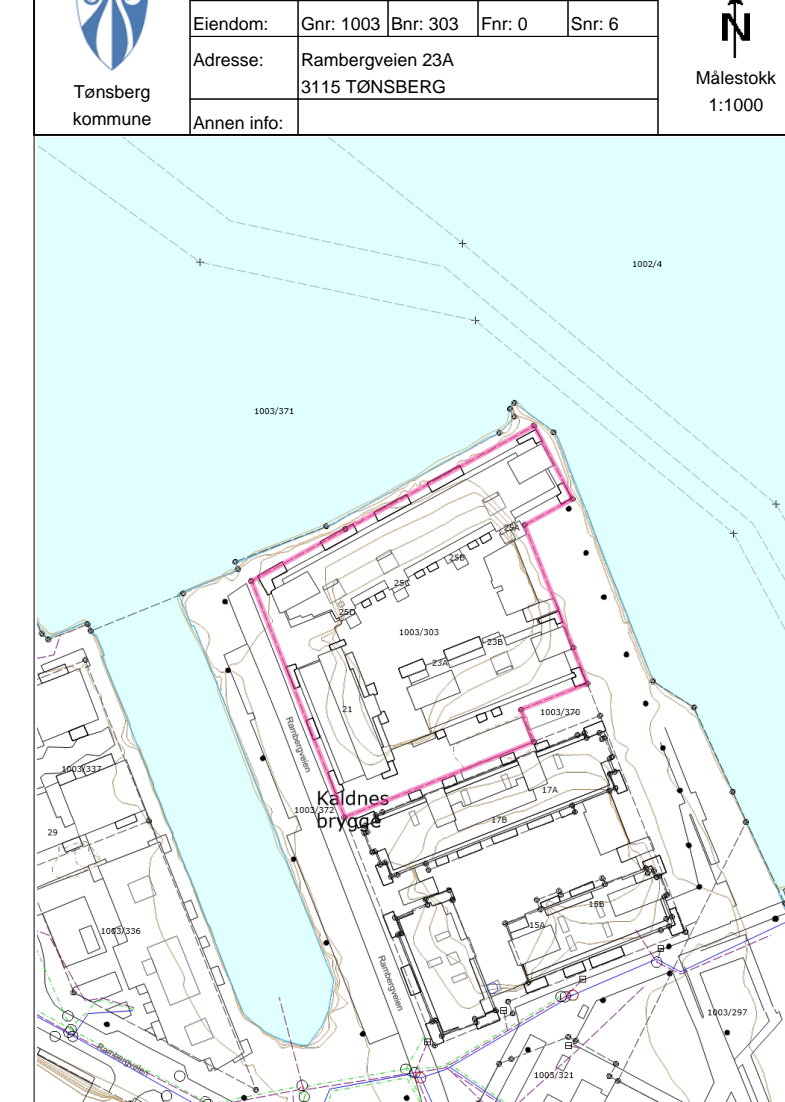 Tønsberg
kommune
Eiendom: Gnr: 1003 Bnr: 303 Fnr: 0 Snr: 6
Adresse: Rambergveien 23A
3115 TØNSBERG
Annen info:
N
Målestokk
1:1000
1002/4
1003/371
25A
25B
25C
25D
1003/303
23B
23A
21
1003/370
Rambergveien
1003/337
17A
Kaldnes
brygge
1003/372
17B
29
15B
15A
1003/336
Rambergveien
1003/297
Rambergveien
1003/321